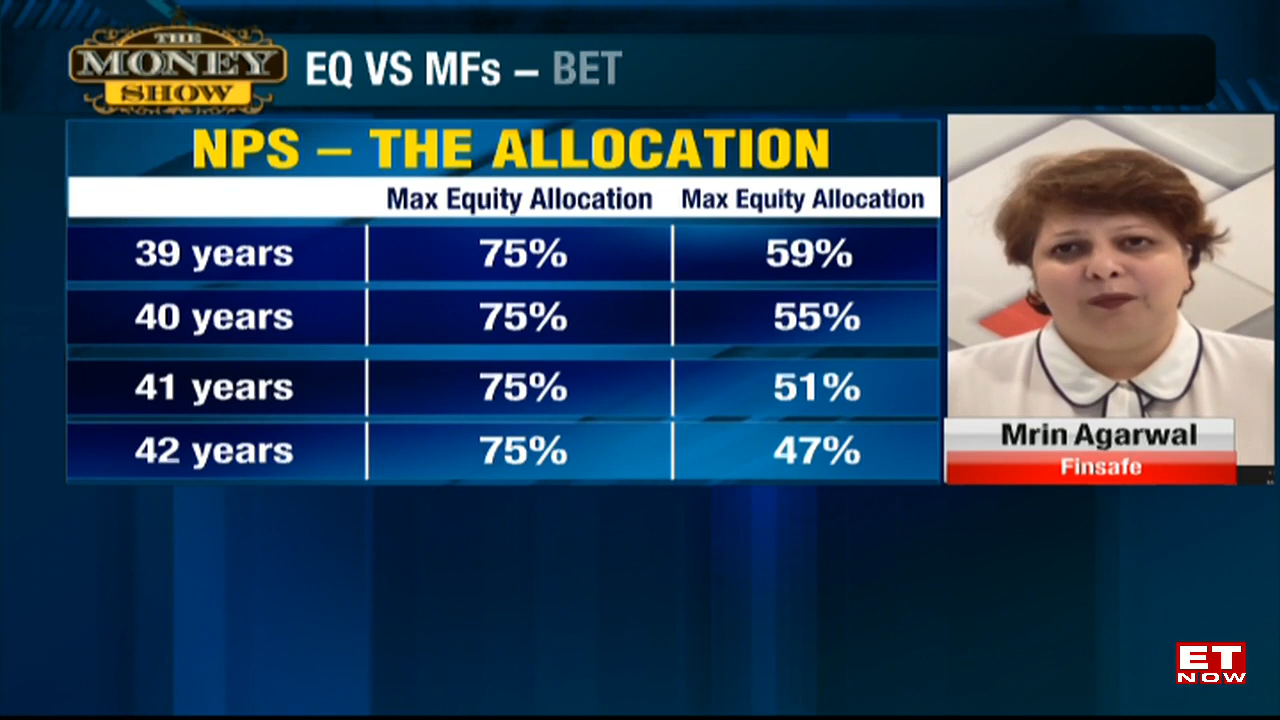 THE
MONEY
SHOW
EQ VS MFs – BET
NPS – THE ALLOCATION
Max Equity Allocation Max Equity Allocation
39 years 75% 59%
40 years 75% 55%
41 years 75% 51%
42 years 75% 47%
Mrin Agarwal
Finsafe
ET
NOW